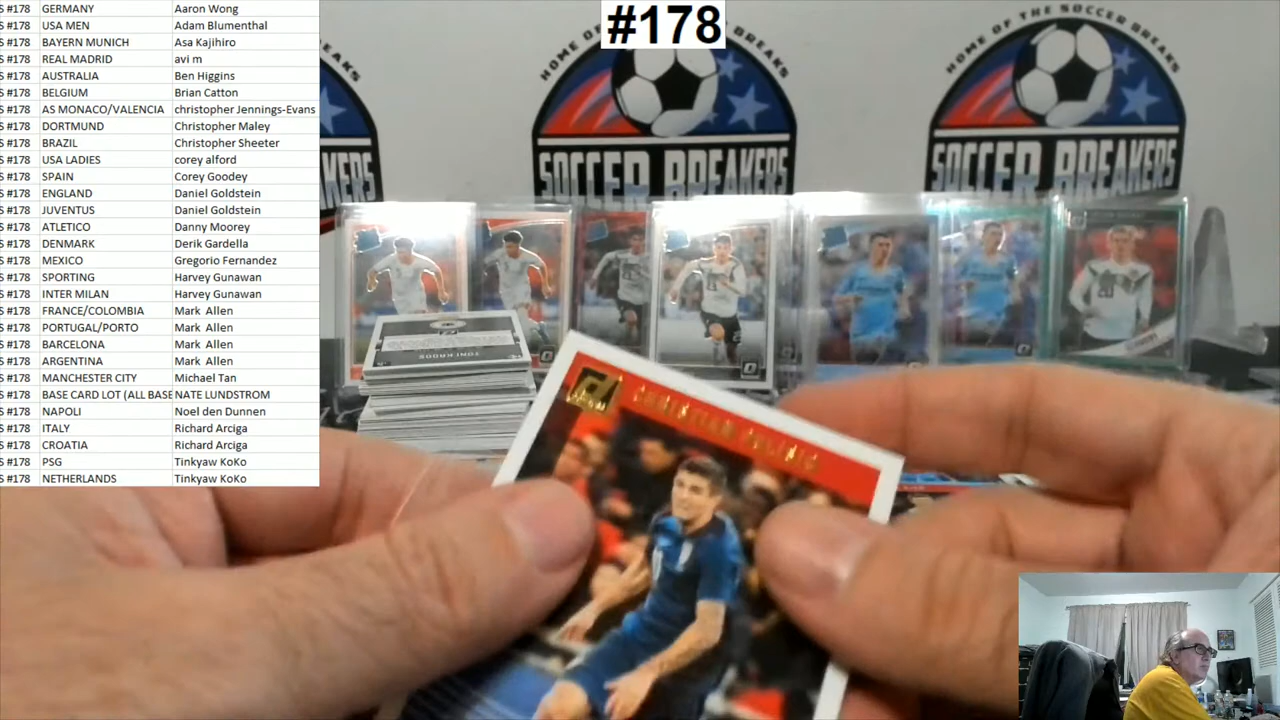 #178
S #178 GERMANY Aaron Wong
S #178 USA MEN Adam Blumenthal
S #178 BAYERN MUNICH Asa Kajihiro
S #178 REAL MADRID avi m
S #178 AUSTRALIA Ben Higgins
S #178 BELGIUM Brian Catton
S #178 AS MONACO/VALENCIA christopher Jennings-Evans
S #178 DORTMUND Christopher Maley
S #178 BRAZIL Christopher Sheeter
S #178 USA LADIES corey alford
S #178 SPAIN Corey Goodey
S #178 ENGLAND Daniel Goldstein
S #178 JUVENTUS Daniel Goldstein
S #178 ATLETICO Danny Moorey
S #178 DENMARK Derik Gardella
S #178 MEXICO Gregorio Fernandez
S #178 SPORTING Harvey Gunawan
S #178 INTER MILAN Harvey Gunawan
S #178 FRANCE/COLOMBIA Mark Allen
S #178 PORTUGAL/PORTO Mark Allen
S #178 BARCELONA Mark Allen
S #178 ARGENTINA Mark Allen
S #178 MANCHESTER CITY Michael Tan
S #178 BASE CARD LOT (ALL BASE NATE LUNDSTROM
S #178 NAPOLI Noel den Dunnen
S #178 ITALY Richard Arciga
S #178 CROATIA Richard Arciga
S #178 PSG Tinkyaw KoKo
S #178 NETHERLANDS Tinkyaw KoKo
HOME OF THE SOCCER BREAKS
SOCCER BREAKERS
HOME OF THE SOCCER BREAKS
SOCCER BREAKERS
TONI KROOS
CHRISTIAN PULISIC